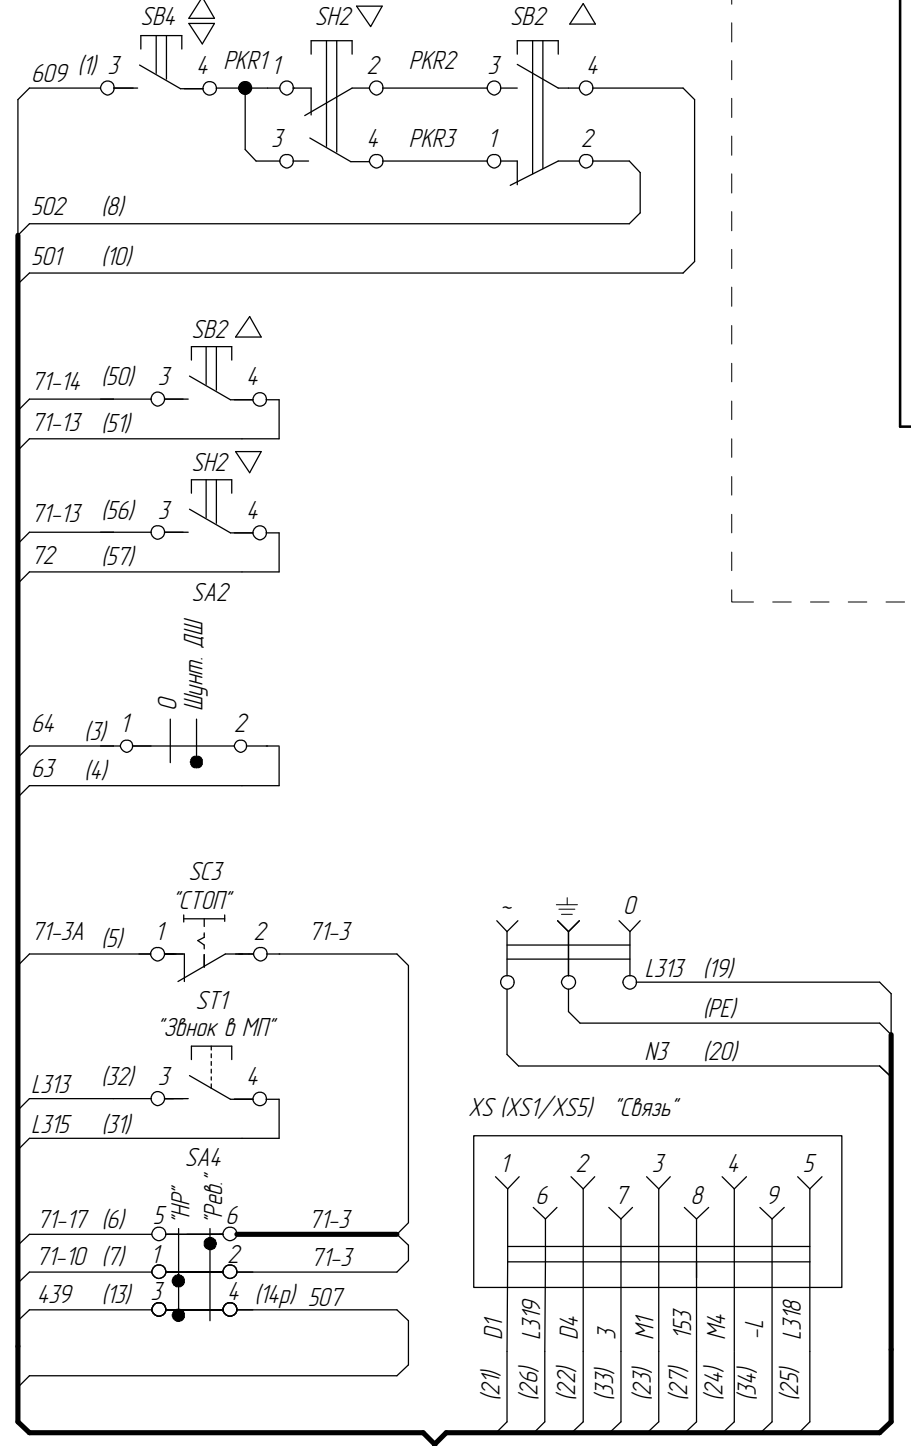 SB4 SH2 SB2
609 (1) 3 4 PKR1 1 2 PKR2 3 4
3 4 PKR3 1 2
502 (8)
501 (10)
SB2
71-14 (50) 3 4
71-13 (51)
SH2
71-13 (56) 3 4
72 (57)
SA2
0 Шунт. ДШ
64 (3) 1 2
63 (4)
SC3
"СТОП"
71-3А (5) 1 2 71-3
~ 0
L313 (19)
(PE)
N3 (20)
ST1
"Звнок в МП"
L313 (32) 3 4
L315 (31)
XS (XS1/XS5) "Связь"
1 2 3 4 5
6 7 8 9
SA4
"НР" "Рев."
71-17 (6) 5 6 71-3
71-10 (7) 1 2 71-3
439 (13) 3 4 (14р) 507
D1 L319 D4 3 M1 153 M4 -L L318
(21) (26) (22) (33) (23) (27) (24) (34) (25)